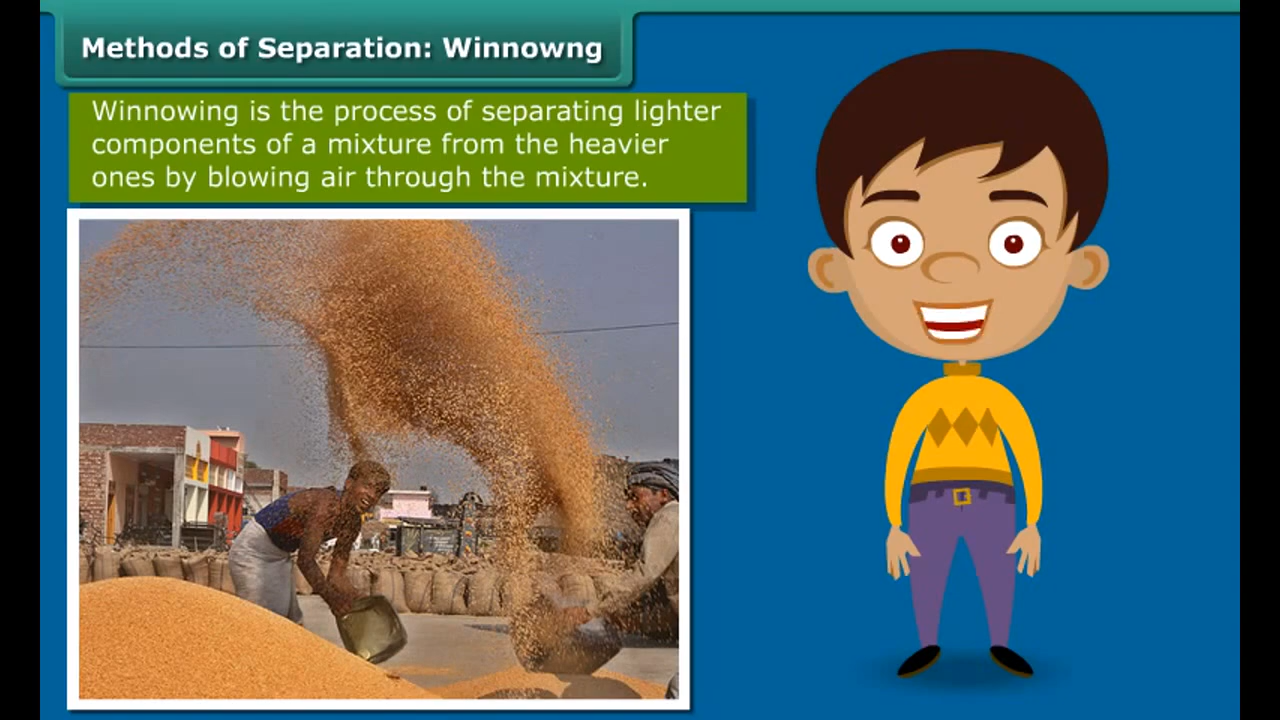 Methods of Separation: Winnowng
Winnowing is the process of separating lighter
components of a mixture from the heavier
ones by blowing air through the mixture.